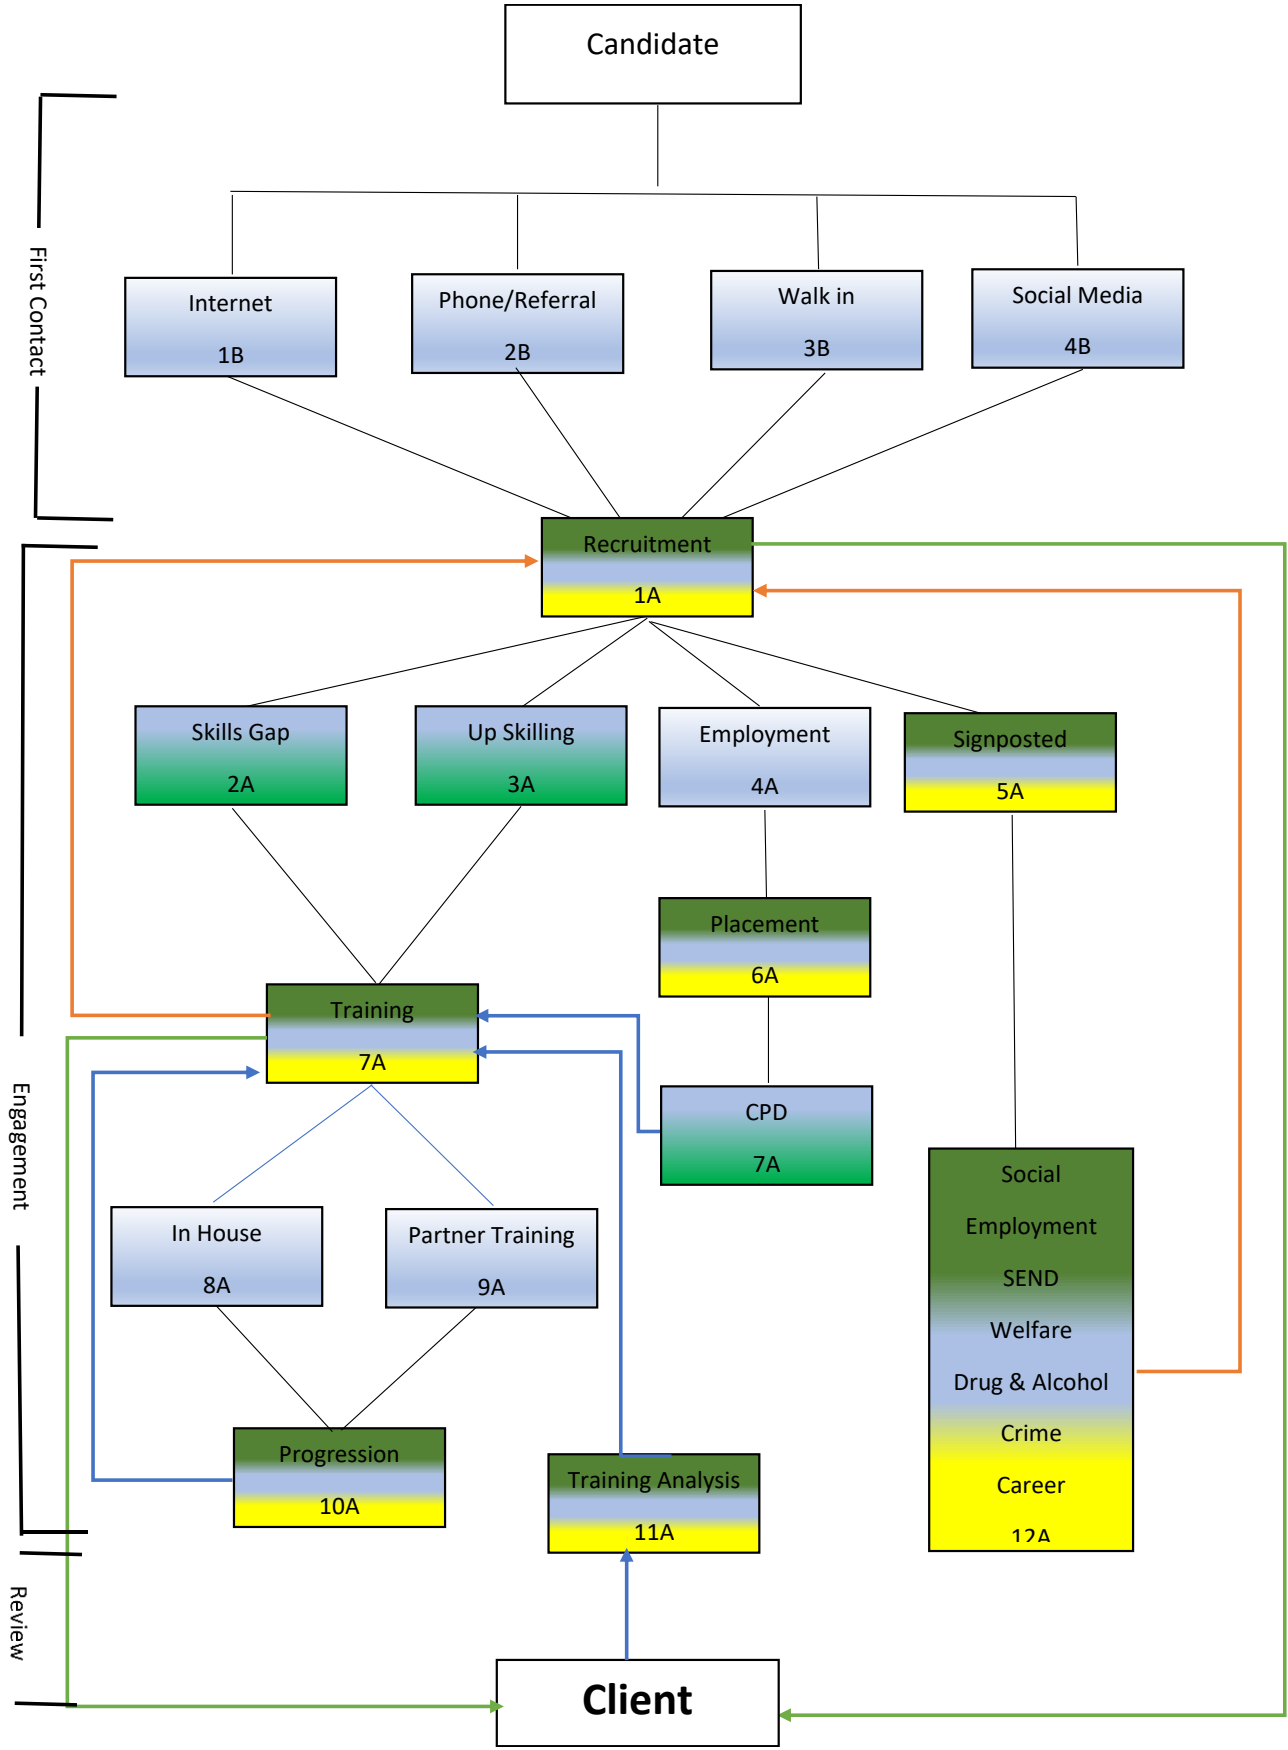 Candidate
First Contact
Internet
1B
Phone/Referral
2B
Walk in
3B
Social Media
4B
Recruitment
1A
Engagement
Skills Gap
2A
Up Skilling
3A
Employment
4A
Signposted
5A
Placement
6A
Training
7A
CPD
7A
In House
8A
Partner Training
9A
Social
Employment
SEND
Welfare
Drug & Alcohol
Crime
Career
12A
Progression
10A
Training Analysis
11A
Review
Client